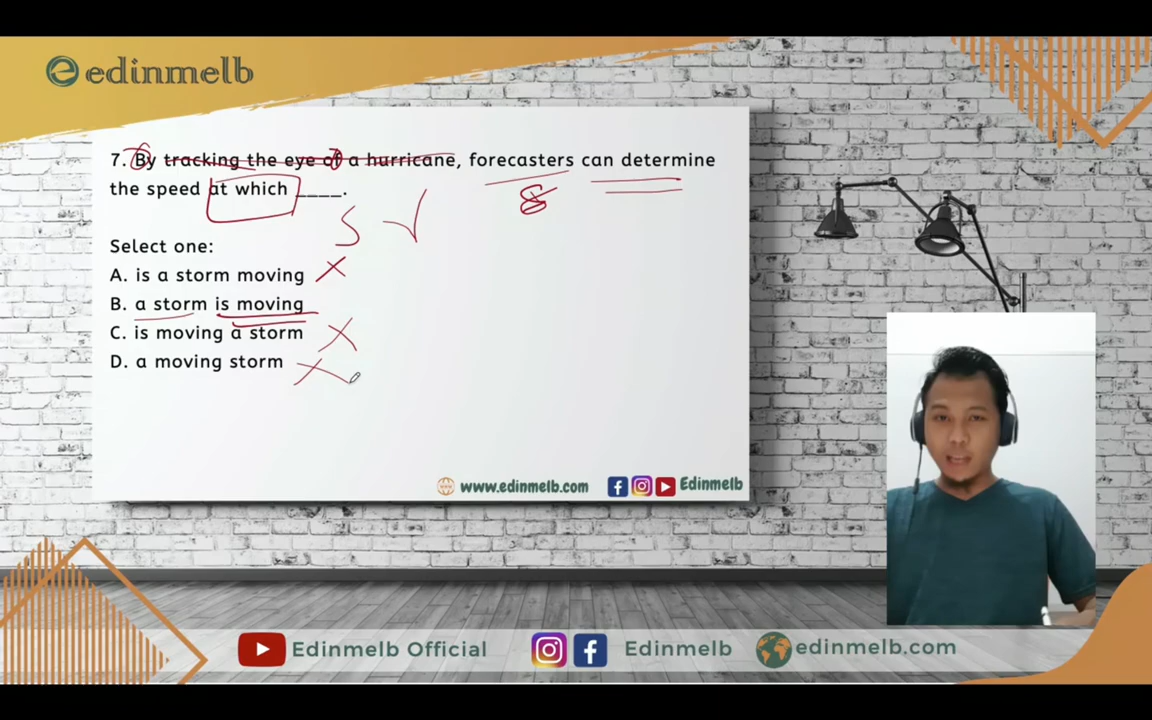 edinmelb
7. By tracking the eye of a hurricane, forecasters can determine
the speed at which ____.
S
S
Select one:
A. is a storm moving
B. a storm is moving
C. is moving a storm
D. a moving storm
www.edinmelb.com Edinmelb
Edinmelb Official Edinmelb edinmelb.com